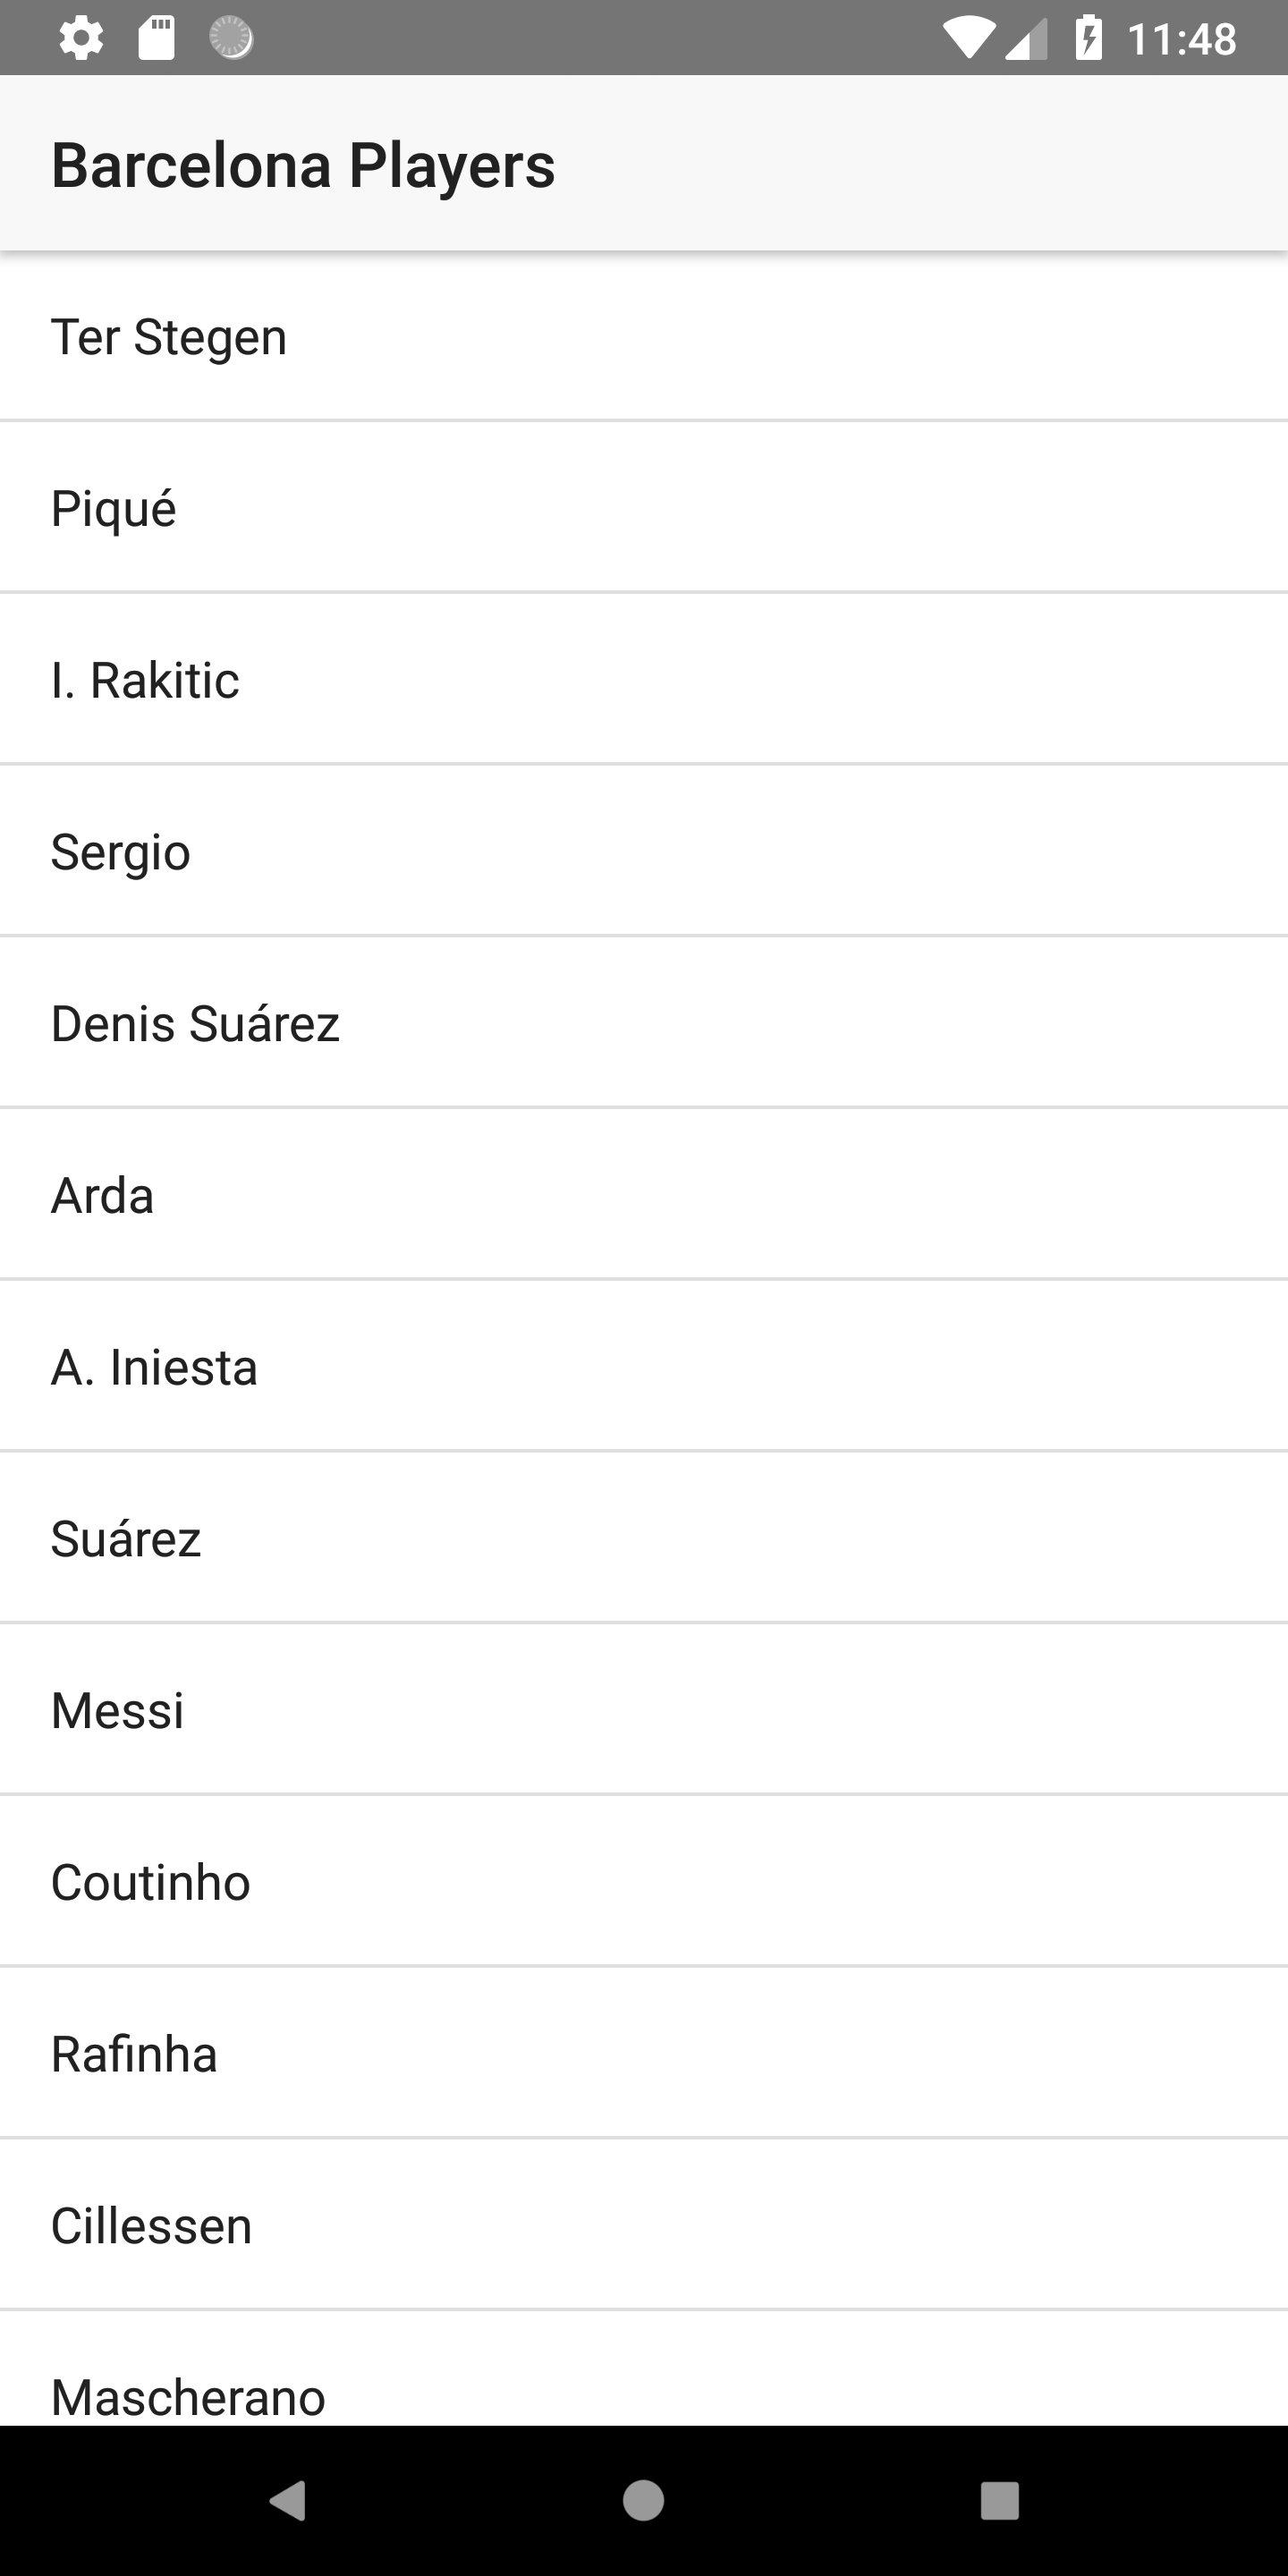 11:48
Barcelona Players
Ter Stegen
Piqué
I. Rakitic
Sergio
Denis Suárez
Arda
A. Iniesta
Suárez
Messi
Coutinho
Rafinha
Cillessen
Mascherano